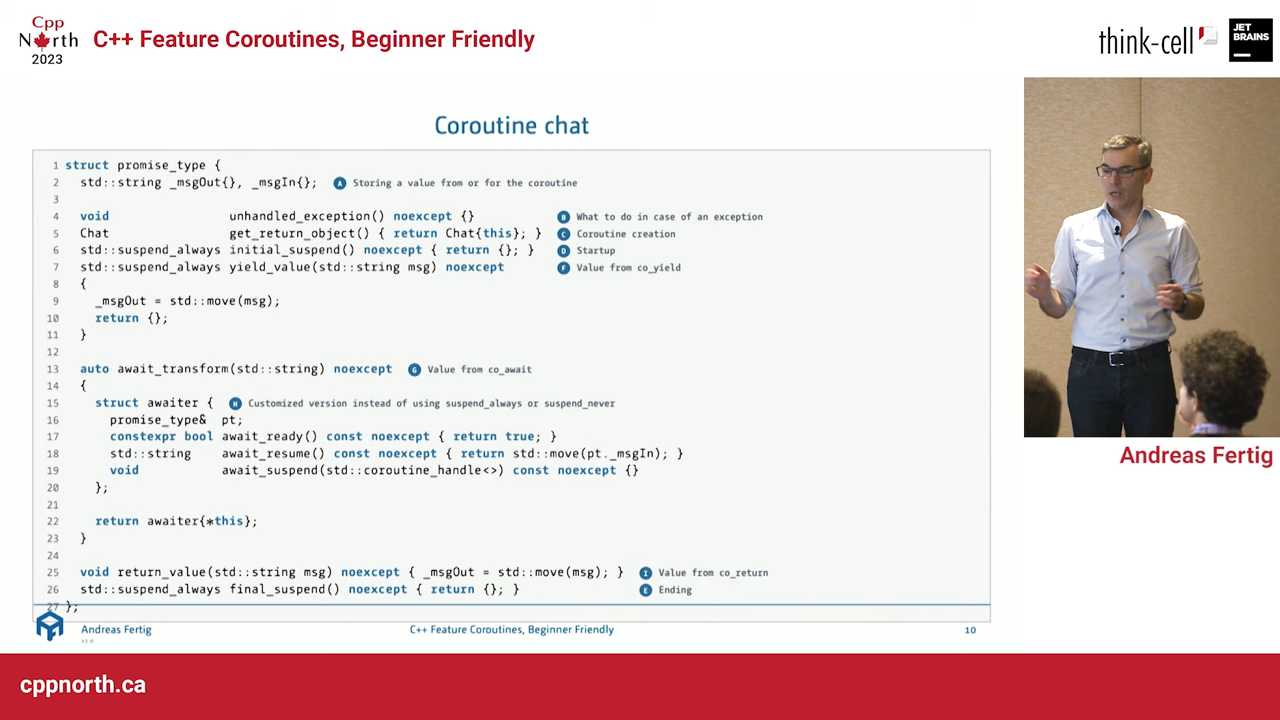 Cpp
North
2023
C++ Feature Coroutines, Beginner Friendly
think-cell
JET
BRAINS
Coroutine chat
1 struct promise_type {
2 std::string _msgOut{}, _msgIn{}; A Storing a value from or for the coroutine
3
4 void unhandled_exception() noexcept {} B What to do in case of an exception
5 Chat get_return_object() { return Chat{this}; } C Coroutine creation
6 std::suspend_always initial_suspend() noexcept { return {}; } D Startup
7 std::suspend_always yield_value(std::string msg) noexcept F Value from co_yield
8 {
9 _msgOut = std::move(msg);
10 return {};
11 }
12
13 auto await_transform(std::string) noexcept G Value from co_await
14 {
15 struct awaiter { H Customized version instead of using suspend_always or suspend_never
16 promise_type& pt;
17 constexpr bool await_ready() const noexcept { return true; }
18 std::string await_resume() const noexcept { return std::move(pt._msgIn); }
19 void await_suspend(std::coroutine_handle<>) const noexcept {}
20 };
21
22 return awaiter{*this};
23 }
24
25 void return_value(std::string msg) noexcept { _msgOut = std::move(msg); } I Value from co_return
26 std::suspend_always final_suspend() noexcept { return {}; } E Ending
27 };
Andreas Fertig
v1.0
C++ Feature Coroutines, Beginner Friendly
10
Andreas Fertig
cppnorth.ca